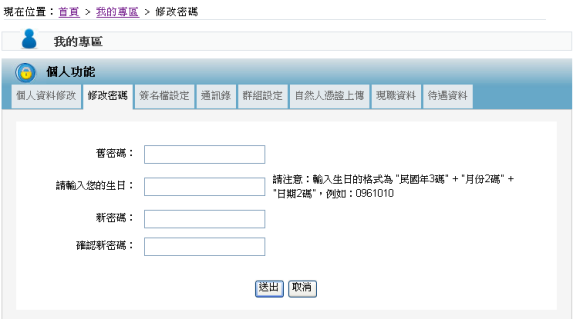 現在位置：首頁 > 我的專區 > 修改密碼
我的專區
個人功能
個人資料修改 修改密碼 簽名檔設定 通訊錄 群組設定 自然人憑證上傳 現職資料 待遇資料
舊密碼：
請輸入您的生日： 請注意：輸入生日的格式為 "民國年3碼" + "月份2碼" +
"日期2碼"，例如：0961010
新密碼：
確認新密碼：
送出 取消